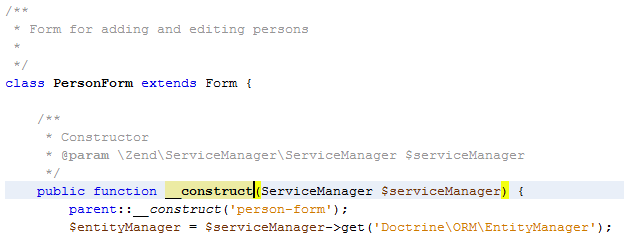 /**
 * Form for adding and editing persons
 *
 */
class PersonForm extends Form {
/**
 * Constructor
 * @param \Zend\ServiceManager\ServiceManager $serviceManager
 */
public function __construct(ServiceManager $serviceManager) {
parent::__construct('person-form');
$entityManager = $serviceManager->get('Doctrine\ORM\EntityManager');